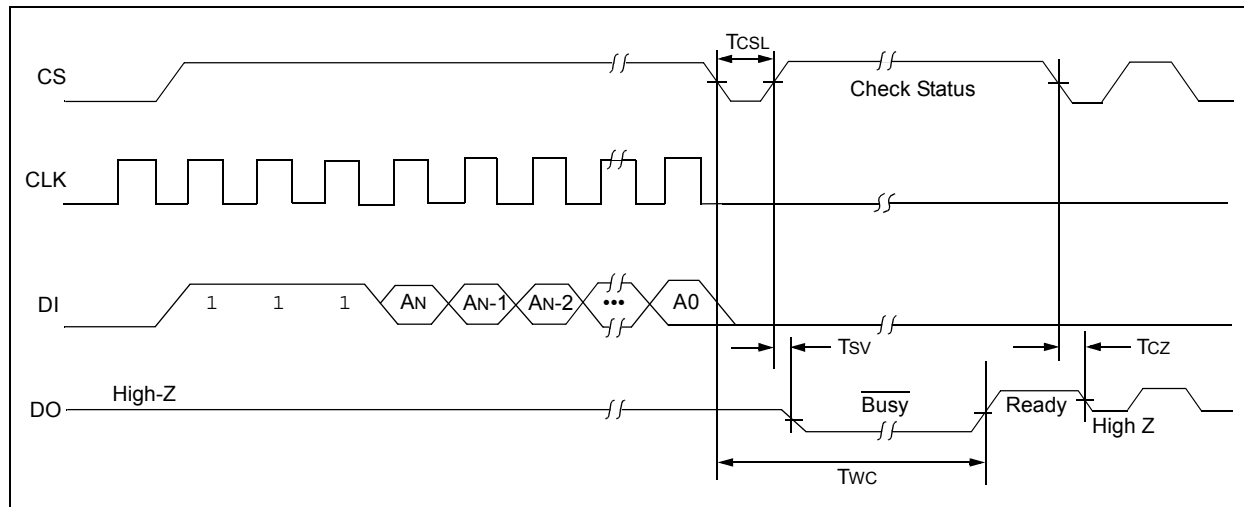 TCSL
CS
Check Status
CLK
DI
1 1 1 AN AN-1 AN-2 ••• A0
TSV
TCZ
DO
High-Z
Busy
Ready
High Z
TWC